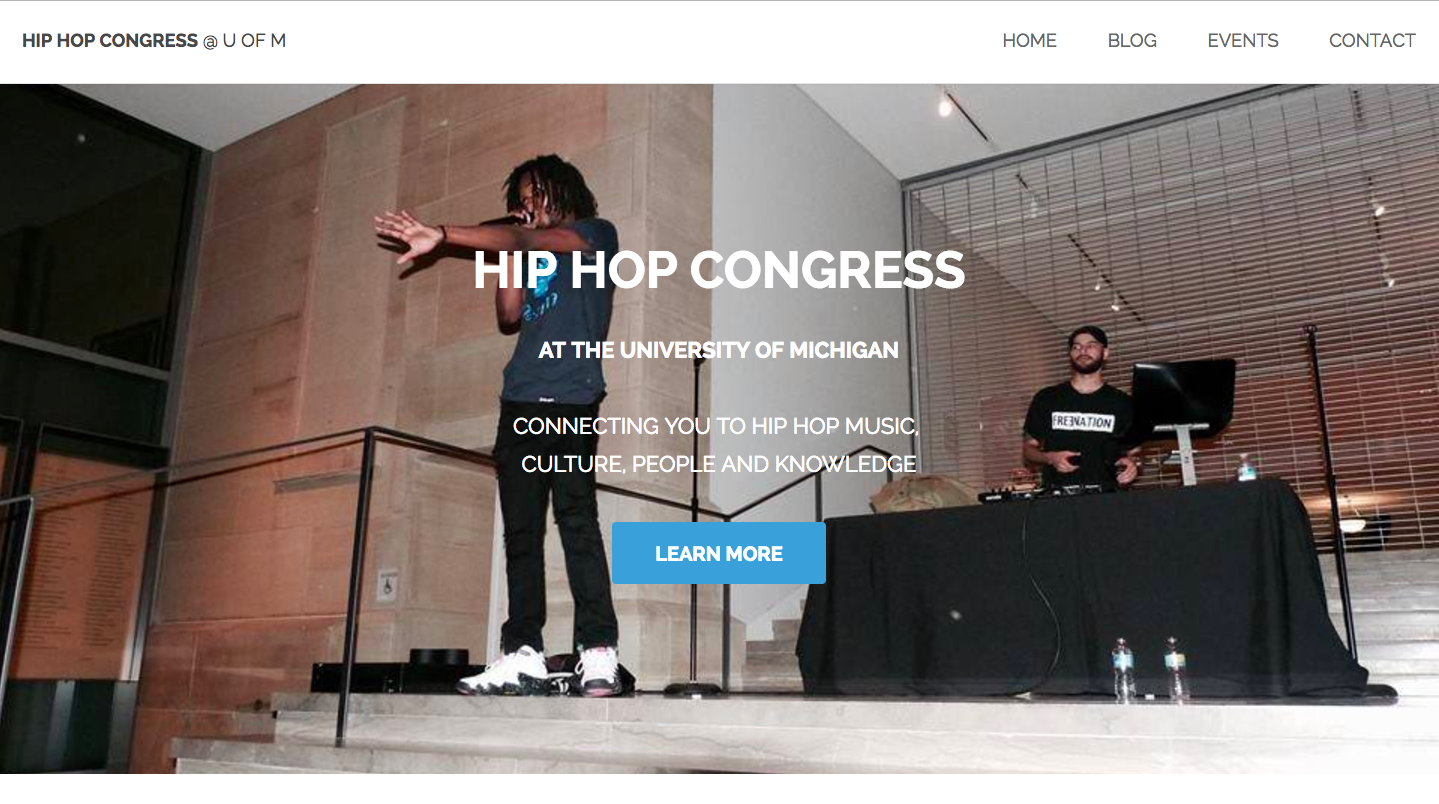 HIP HOP CONGRESS @ U OF M
HOME BLOG EVENTS CONTACT
HIP HOP CONGRESS
AT THE UNIVERSITY OF MICHIGAN
CONNECTING YOU TO HIP HOP MUSIC,
CULTURE, PEOPLE AND KNOWLEDGE
FREENATION
LEARN MORE